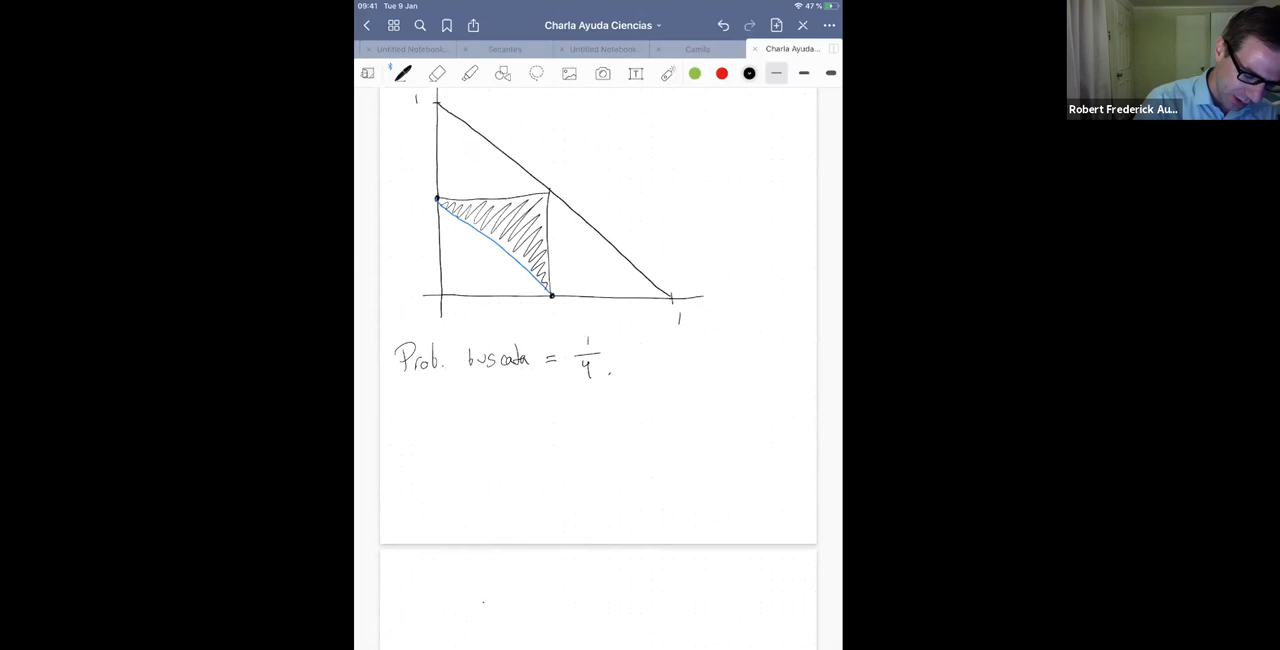 09:41 Tue 9 Jan
47 %
Charla Ayuda Ciencias
Untitled Notebook...
Secantes
Untitled Notebook...
Camila
Charla Ayuda...
T
Robert Frederick Au...
1
1
Prob. buscada = 1/4.